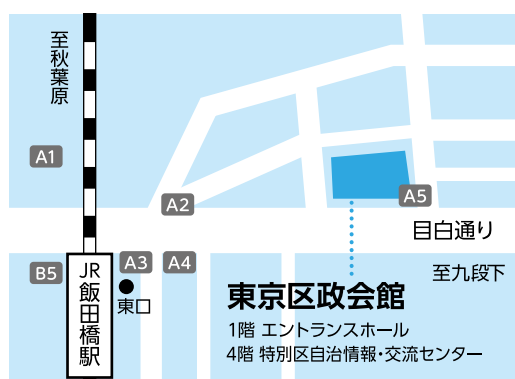 至秋葉原
A1
A2
A5
目白通り
B5
JR飯田橋駅
A3
A4
東口
至九段下
東京区政会館
1階 エントランスホール
4階 特別区自治情報・交流センター